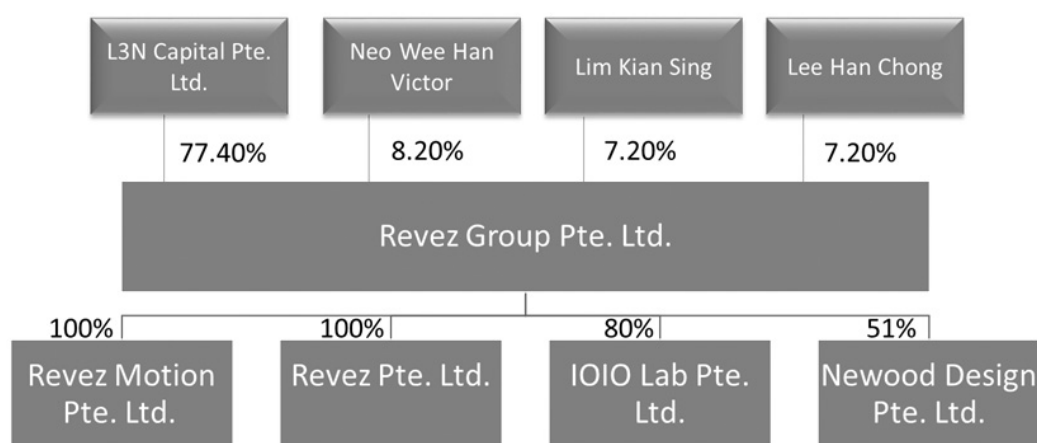 L3N Capital Pte.
Ltd.
Neo Wee Han
Victor
Lim Kian Sing
Lee Han Chong
77.40%
8.20%
7.20%
7.20%
Revez Group Pte. Ltd.
100%
100%
80%
51%
Revez Motion
Pte. Ltd.
Revez Pte. Ltd.
IOIO Lab Pte.
Ltd.
Newood Design
Pte. Ltd.